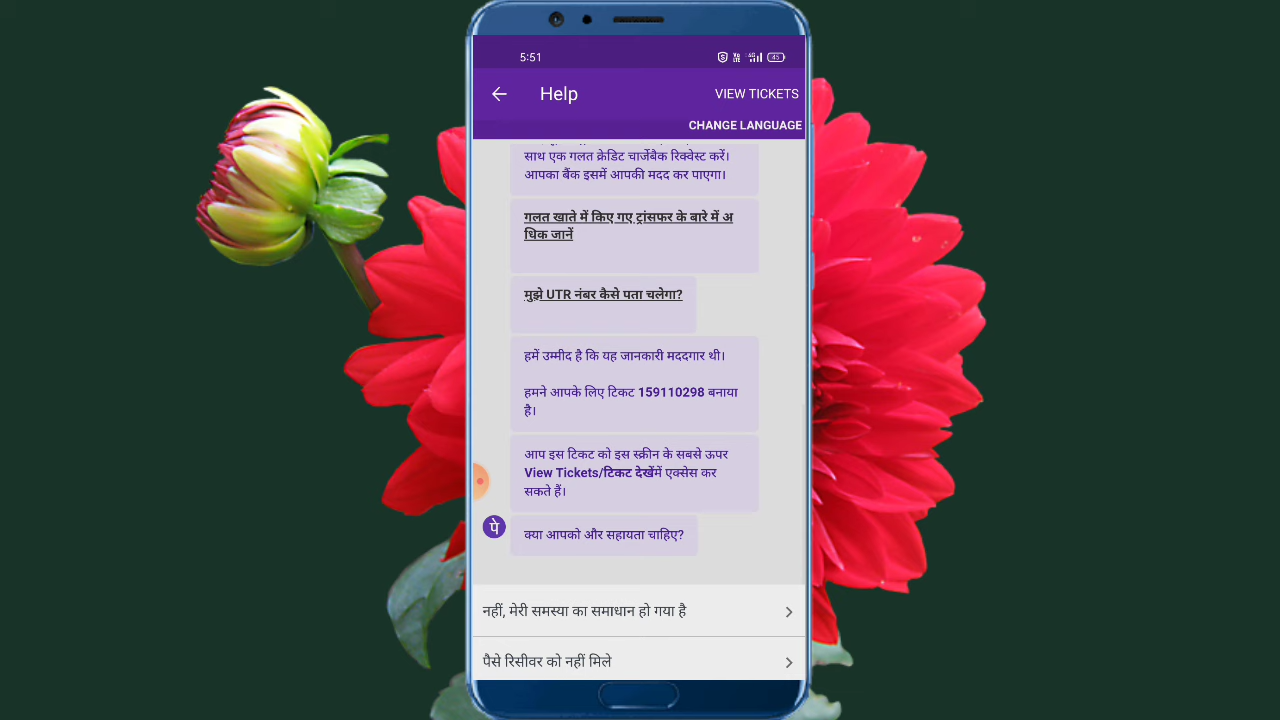 5:51
45
Help
VIEW TICKETS
CHANGE LANGUAGE
साथ एक गलत क्रेडिट चार्जेबैक रिक्वेस्ट करें।
आपका बैंक इसमें आपकी मदद कर पाएगा।
गलत खाते में किए गए ट्रांसफर के बारे में अ
धिक जानें
मुझे UTR नंबर कैसे पता चलेगा?
हमें उम्मीद है कि यह जानकारी मददगार थी।
हमने आपके लिए टिकट 159110298 बनाया
है।
आप इस टिकट को इस स्क्रीन के सबसे ऊपर
View Tickets/टिकट देखेंमें एक्सेस कर
सकते हैं।
पे
क्या आपको और सहायता चाहिए?
नहीं, मेरी समस्या का समाधान हो गया है
पैसे रिसीवर को नहीं मिले